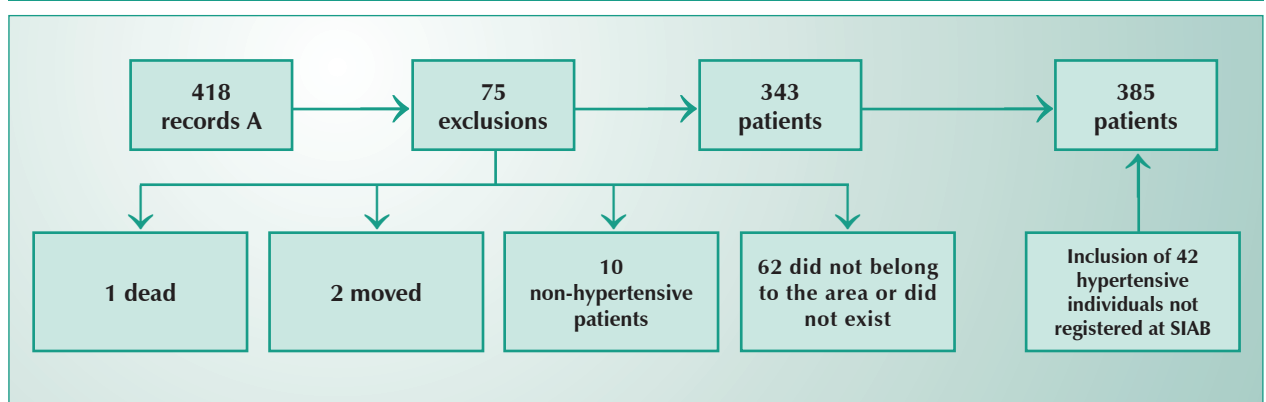 418
records A
75
exclusions
343
patients
385
patients
1 dead
2 moved
10
non-hypertensive
patients
62 did not belong
to the area or did
not exist
Inclusion of 42
hypertensive
individuals not
registered at SIAB